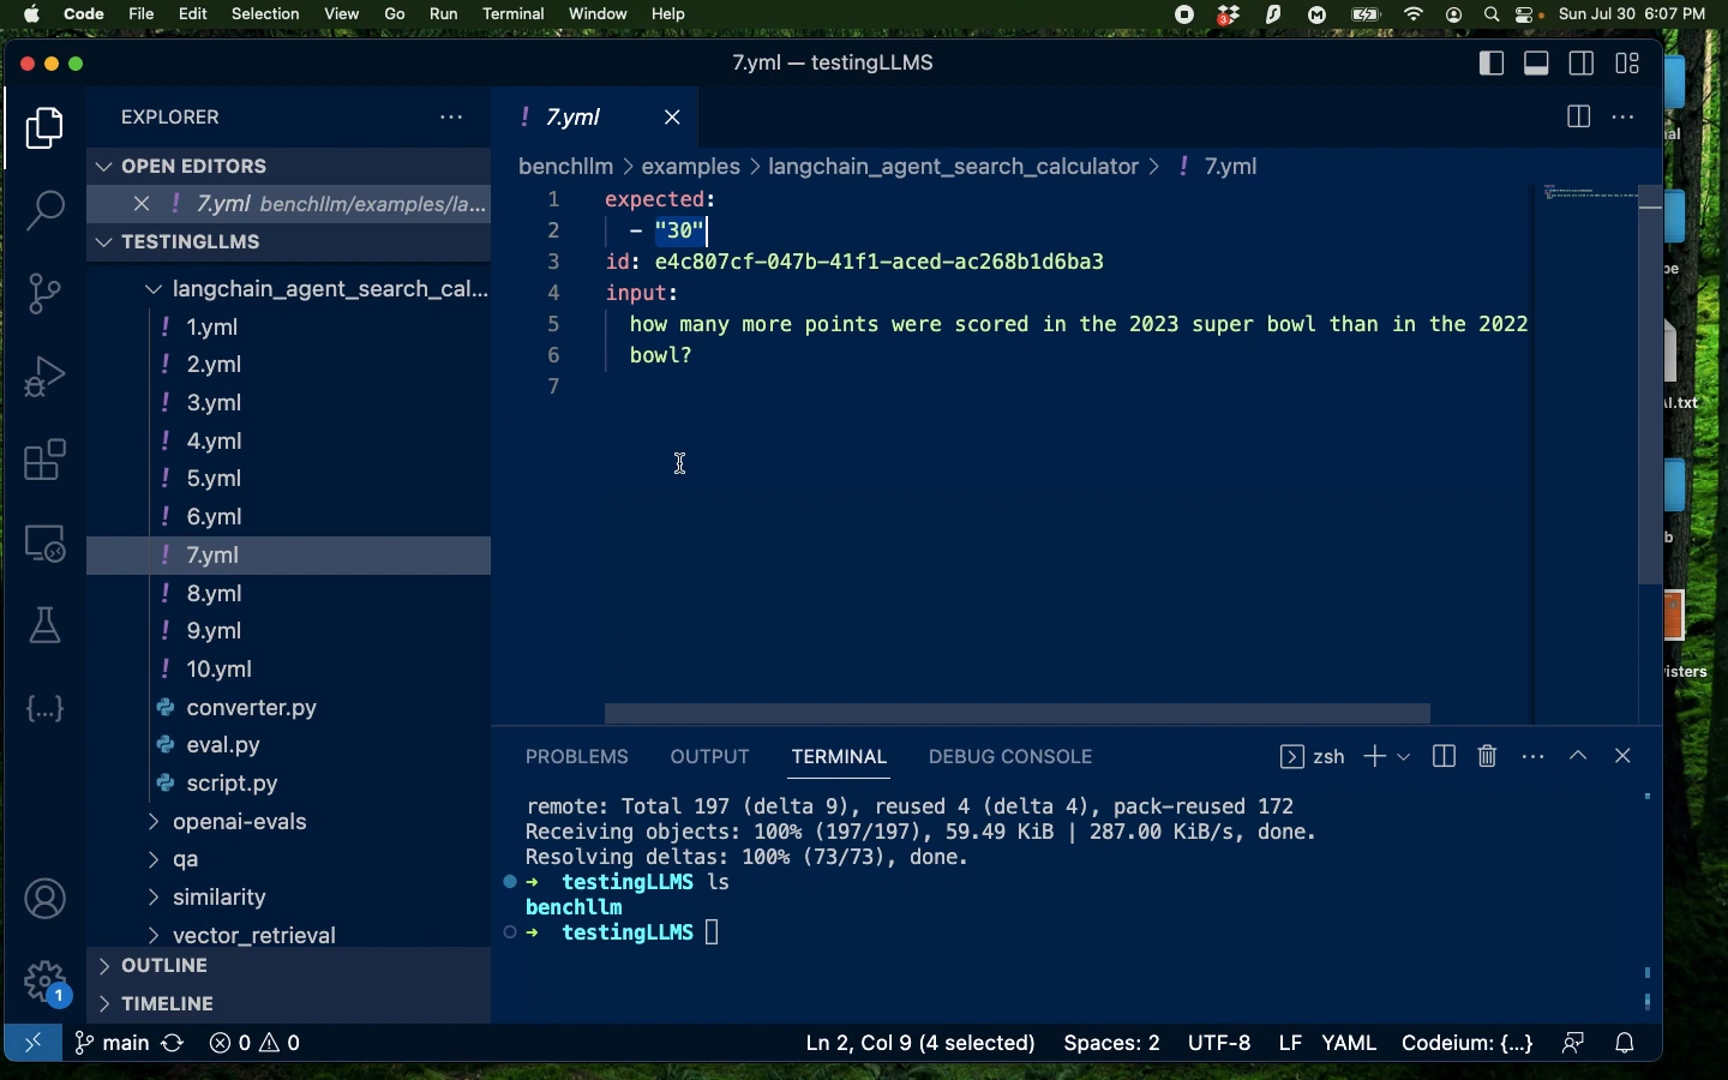 Code File Edit Selection View Go Run Terminal Window Help
3 Sun Jul 30 6:07 PM
7.yml — testingLLMS
EXPLORER
OPEN EDITORS
! 7.yml benchllm/examples/la...
TESTINGLLMS
langchain_agent_search_cal...
! 1.yml
! 2.yml
! 3.yml
! 4.yml
! 5.yml
! 6.yml
! 7.yml
! 8.yml
! 9.yml
! 10.yml
converter.py
eval.py
script.py
openai-evals
qa
similarity
vector_retrieval
OUTLINE
TIMELINE
1
! 7.yml
benchllm > examples > langchain_agent_search_calculator > ! 7.yml
1 expected:
2 - "30"
3 id: e4c807cf-047b-41f1-aced-ac268b1d6ba3
4 input:
5 how many more points were scored in the 2023 super bowl than in the 2022
6 bowl?
7
PROBLEMS OUTPUT TERMINAL DEBUG CONSOLE
zsh
remote: Total 197 (delta 9), reused 4 (delta 4), pack-reused 172
Receiving objects: 100% (197/197), 59.49 KiB | 287.00 KiB/s, done.
Resolving deltas: 100% (73/73), done.
→ testingLLMS ls
benchllm
→ testingLLMS
main 0 0
Ln 2, Col 9 (4 selected) Spaces: 2 UTF-8 LF YAML Codeium: {...}